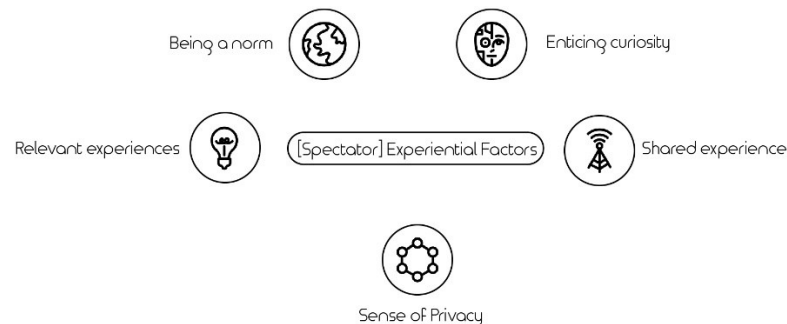 Being a norm
Enticing curiosity
Relevant experiences
[Spectator] Experiential Factors
Shared experience
Sense of Privacy